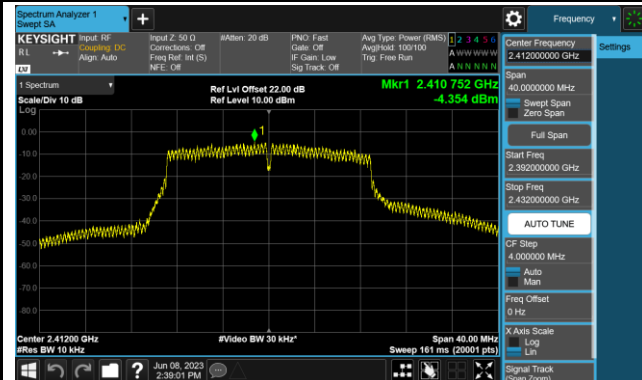 Spectrum Analyzer 1
Swept SA
Frequency
KEYSIGHT
RL
Input: RF
Coupling: DC
Align: Auto
Input Z: 50 Ω
Corrections: Off
Freq Ref: Int (S)
NFE: Off
#Atten: 20 dB
PNO: Fast
Gate: Off
IF Gain: Low
Sig Track: Off
Avg Type: Power (RMS)
Avg|Hold: 100/100
Trig: Free Run
1 2 3 4 5 6
A W W W W W
A N N N N N
LXI
1 Spectrum
Scale/Div 10 dB
Log
Ref Lvl Offset 22.00 dB
Ref Level 10.00 dBm
Mkr1 2.410 752 GHz
-4.354 dBm
1
0.00
-10.0
-20.0
-30.0
-40.0
-50.0
-60.0
-70.0
-80.0
Center 2.41200 GHz
#Res BW 10 kHz
#Video BW 30 kHz*
Span 40.00 MHz
Sweep 161 ms (20001 pts)
Jun 08, 2023
2:39:01 PM
Center Frequency
2.412000000 GHz
Settings
Span
40.0000000 MHz
Swept Span
Zero Span
Full Span
Start Freq
2.392000000 GHz
Stop Freq
2.432000000 GHz
AUTO TUNE
CF Step
4.000000 MHz
Auto
Man
Freq Offset
0 Hz
X Axis Scale
Log
Lin
Signal Track
(Span Zoom)